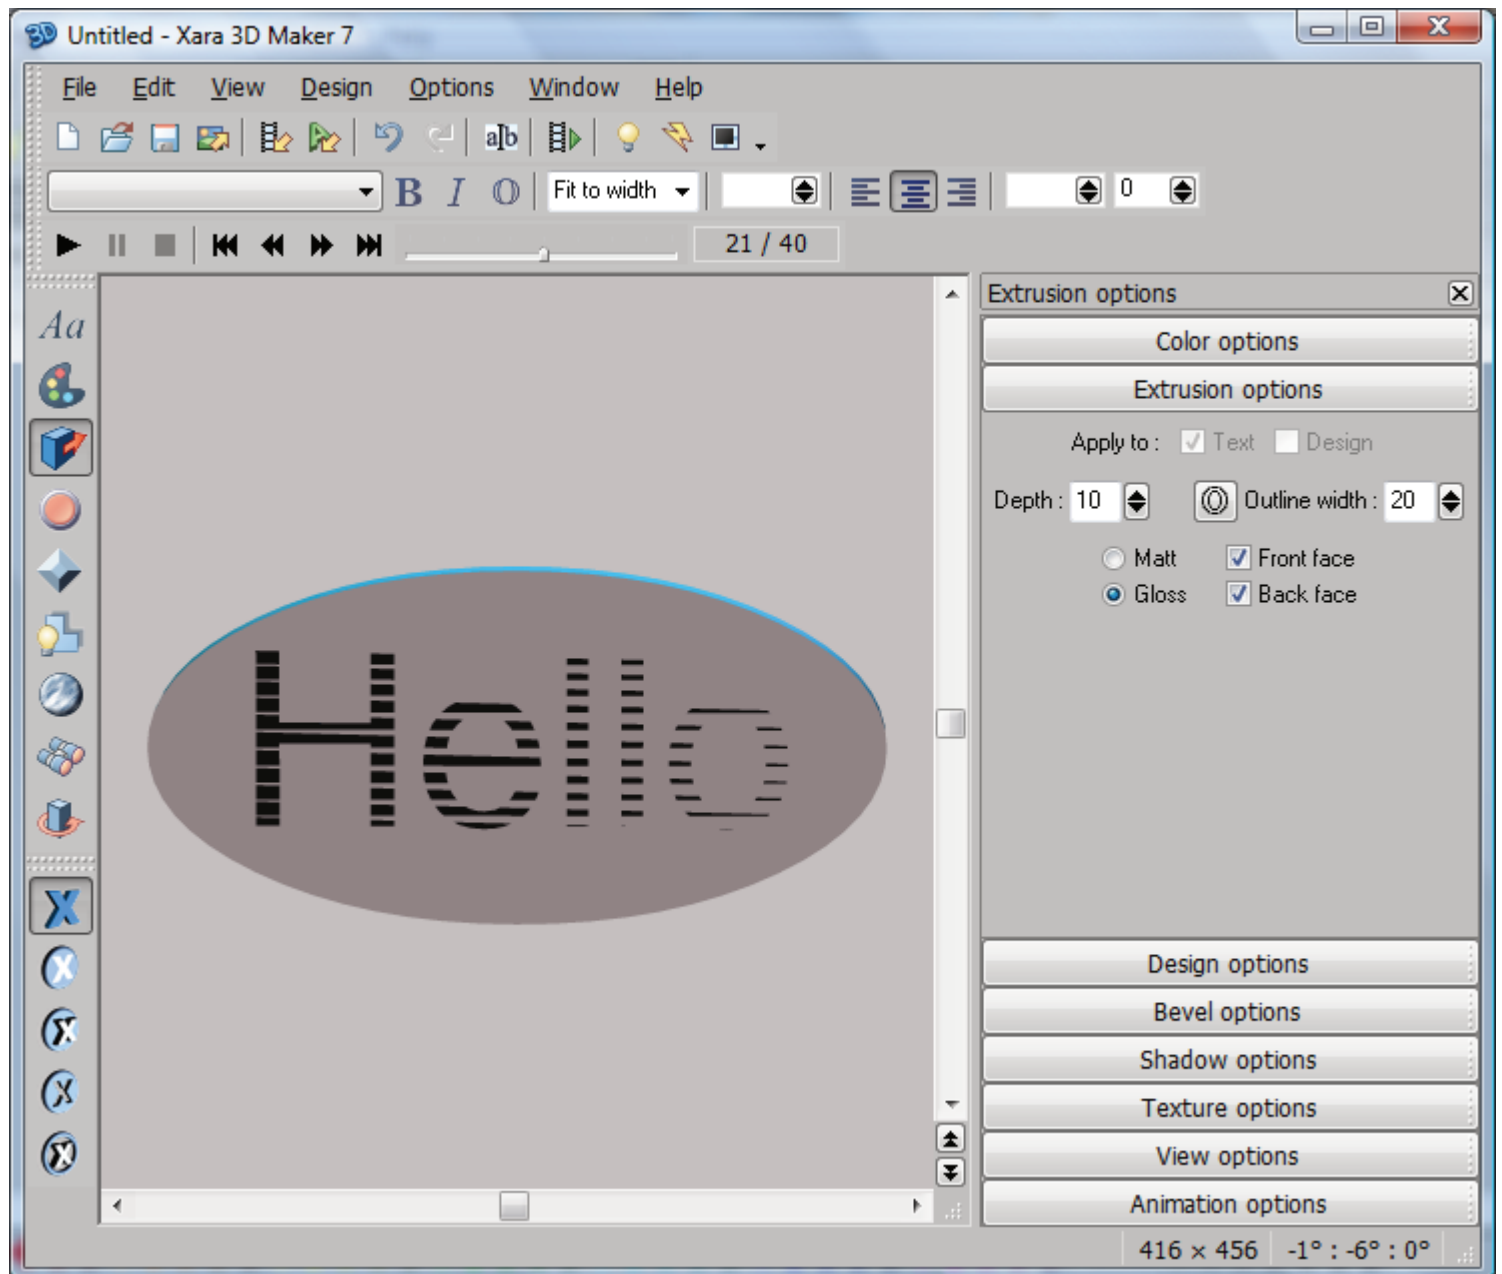 Untitled - Xara 3D Maker 7
File Edit View Design Options Window Help
a|b
B I O Fit to width 0
21 / 40
Aa
Extrusion options
Color options
Extrusion options
Apply to : Text Design
Depth : 10 Outline width : 20
Matt Front face
Gloss Back face
Hello
Design options
Bevel options
Shadow options
Texture options
View options
Animation options
416 × 456 -1° : -6° : 0°